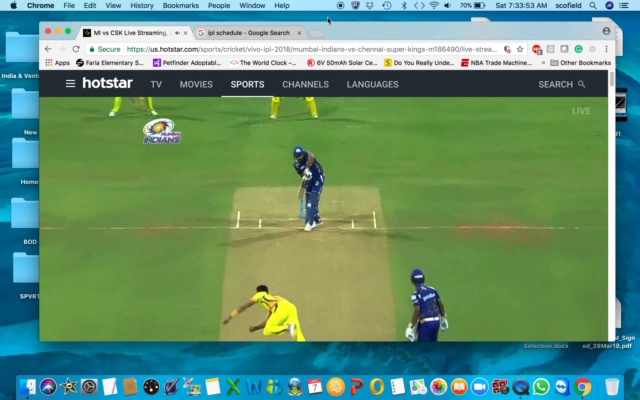 Chrome File Edit View History Bookmarks People Window Help 70% Sat 7:33:53 AM scofield
MI vs CSK Live Streaming,
ipl schedule - Google Search
Secure https://us.hotstar.com/sports/cricket/vivo-ipl-2018/mumbai-indians-vs-chennai-super-kings-m186490/live-strea...
Apps Faria Elementary S... Petfinder Adoptabl... The World Clock —... 6V 50mAh Solar Ce... Do You Really Unde... NBA Trade Machine... Other Bookmarks
hotstar TV MOVIES SPORTS CHANNELS LANGUAGES SEARCH
LIVE
MUMBAI
INDIANS
India & Vent
New
Home
BOD
SPVRT
Selection.docx
M_Sign
ed_28Mar18.pdf
7